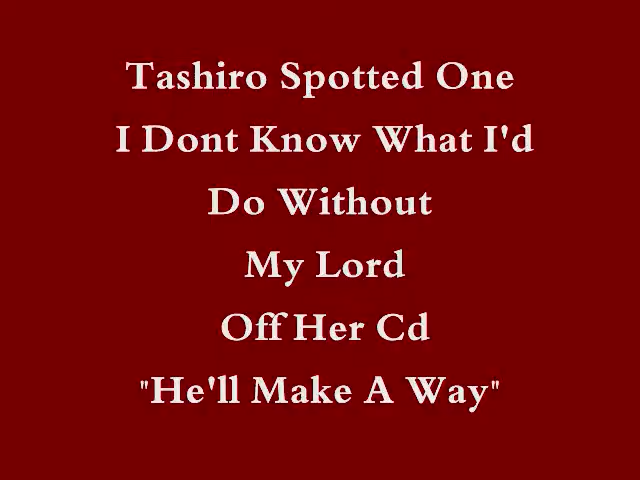 Tashiro Spotted One
I Dont Know What I'd
Do Without
My Lord
Off Her Cd
"He'll Make A Way"